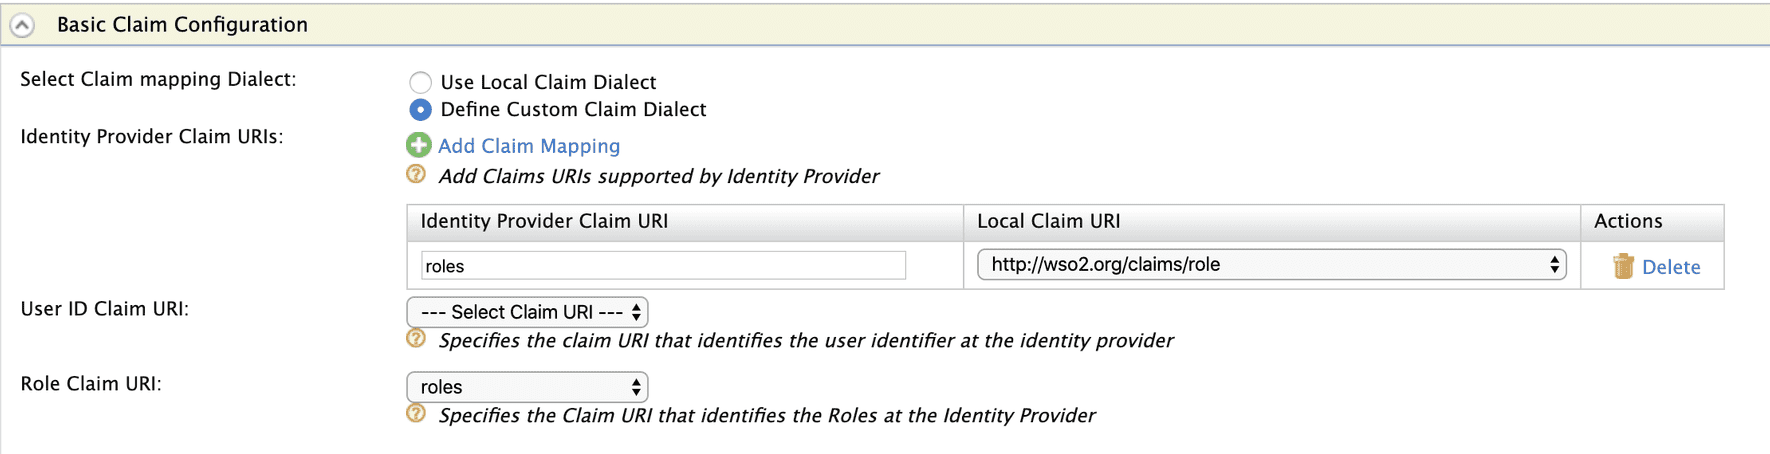 Basic Claim Configuration
Select Claim mapping Dialect:
Use Local Claim Dialect
Define Custom Claim Dialect
Identity Provider Claim URIs:
Add Claim Mapping
Add Claims URIs supported by Identity Provider
Identity Provider Claim URI Local Claim URI Actions
roles http://wso2.org/claims/role Delete
User ID Claim URI: --- Select Claim URI ---
Specifies the claim URI that identifies the user identifier at the identity provider
Role Claim URI: roles
Specifies the Claim URI that identifies the Roles at the Identity Provider